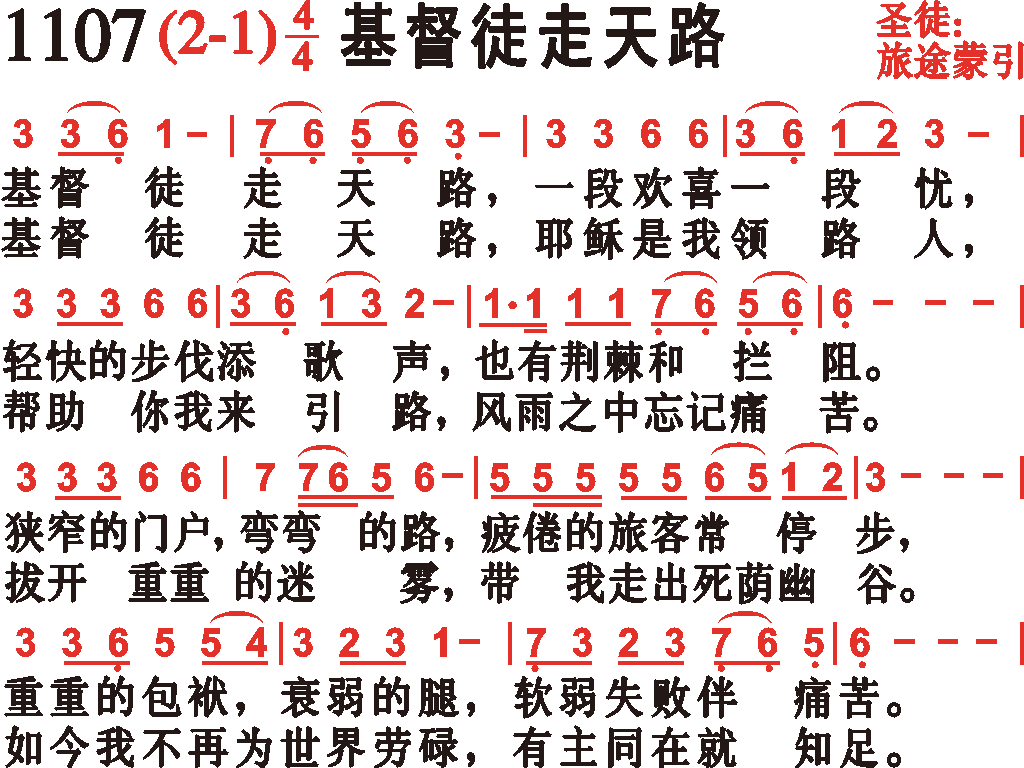 1107 (2-1) 4/4 基督徒走天路 圣徒：
旅途蒙引
3 3 6 1 – | 7 6 5 6 3 – | 3 3 6 6 | 3 6 1 2 3 – |
基督 徒 走 天 路，一段欢喜一 段 忧，
基督 徒 走 天 路，耶稣是我领 路 人，
3 3 3 6 6 | 3 6 1 3 2 – | 1·1 1 1 7 6 5 6 | 6 – – – |
轻快的步伐添 歌 声，也有荆棘和 拦 阻。
帮助 你我来 引 路，风雨之中忘记痛 苦。
3 3 3 6 6 | 7 7 6 5 6 – | 5 5 5 5 5 6 5 1 2 | 3 – – – |
狭窄的门户，弯弯 的路，疲倦的旅客常 停 步，
拔开 重重 的迷 雾，带 我走出死荫幽 谷。
3 3 6 5 5 4 | 3 2 3 1 – | 7 3 2 3 7 6 5 | 6 – – – |
重重的包袱，衰弱的腿，软弱失败伴 痛苦。
如今我不再为世界劳碌，有主同在就 知足。